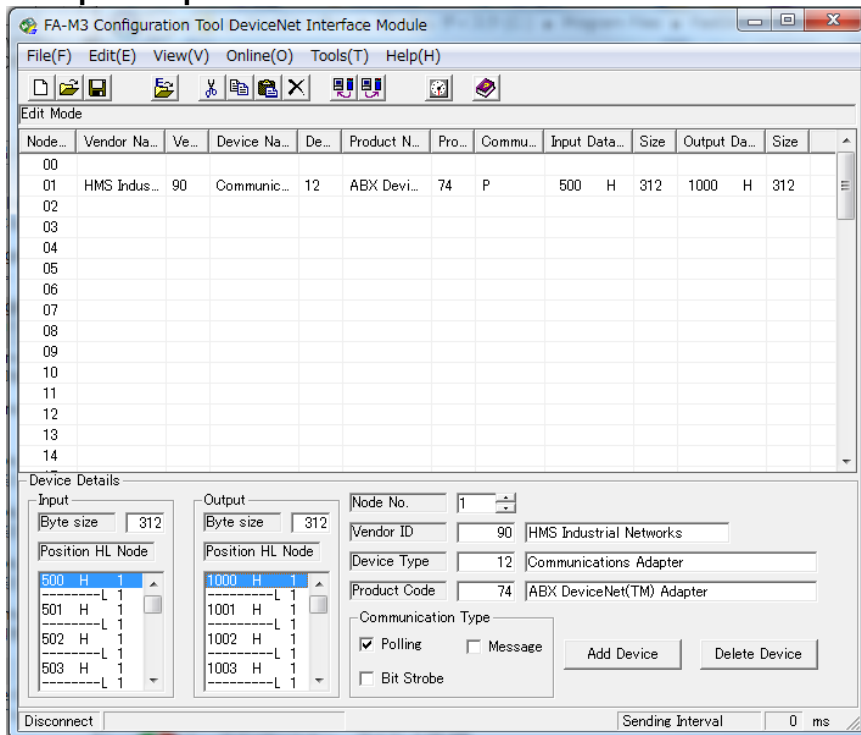 FA-M3 Configuration Tool DeviceNet Interface Module
File(F) Edit(E) View(V) Online(O) Tools(T) Help(H)
Edit Mode
Node... Vendor Na... Ve... Device Na... De... Product N... Pro... Commu... Input Data... Size Output Da... Size
00
01 HMS Indus... 90 Communic... 12 ABX Devi... 74 P 500 H 312 1000 H 312
02
03
04
05
06
07
08
09
10
11
12
13
14
Device Details
Input
Byte size 312
Position HL Node
500 H 1
--------L 1
501 H 1
--------L 1
502 H 1
--------L 1
503 H 1
--------L 1
Output
Byte size 312
Position HL Node
1000 H 1
--------L 1
1001 H 1
--------L 1
1002 H 1
--------L 1
1003 H 1
--------L 1
Node No. 1
Vendor ID 90 HMS Industrial Networks
Device Type 12 Communications Adapter
Product Code 74 ABX DeviceNet(TM) Adapter
Communication Type
Polling Message
Bit Strobe
Add Device Delete Device
Disconnect Sending Interval 0 ms